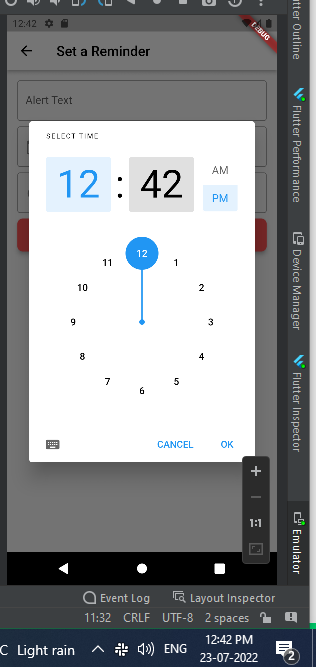 12:42
DEBUG
Set a Reminder
Alert Text
SELECT TIME
12 : 42
AM
PM
12
11
1
10
2
9
3
8
4
7
5
6
CANCEL
OK
1:1
Flutter Outline
Flutter Performance
Device Manager
Flutter Inspector
Emulator
Event Log
Layout Inspector
11:32 CRLF UTF-8 2 spaces
Light rain
ENG
12:42 PM
23-07-2022
2